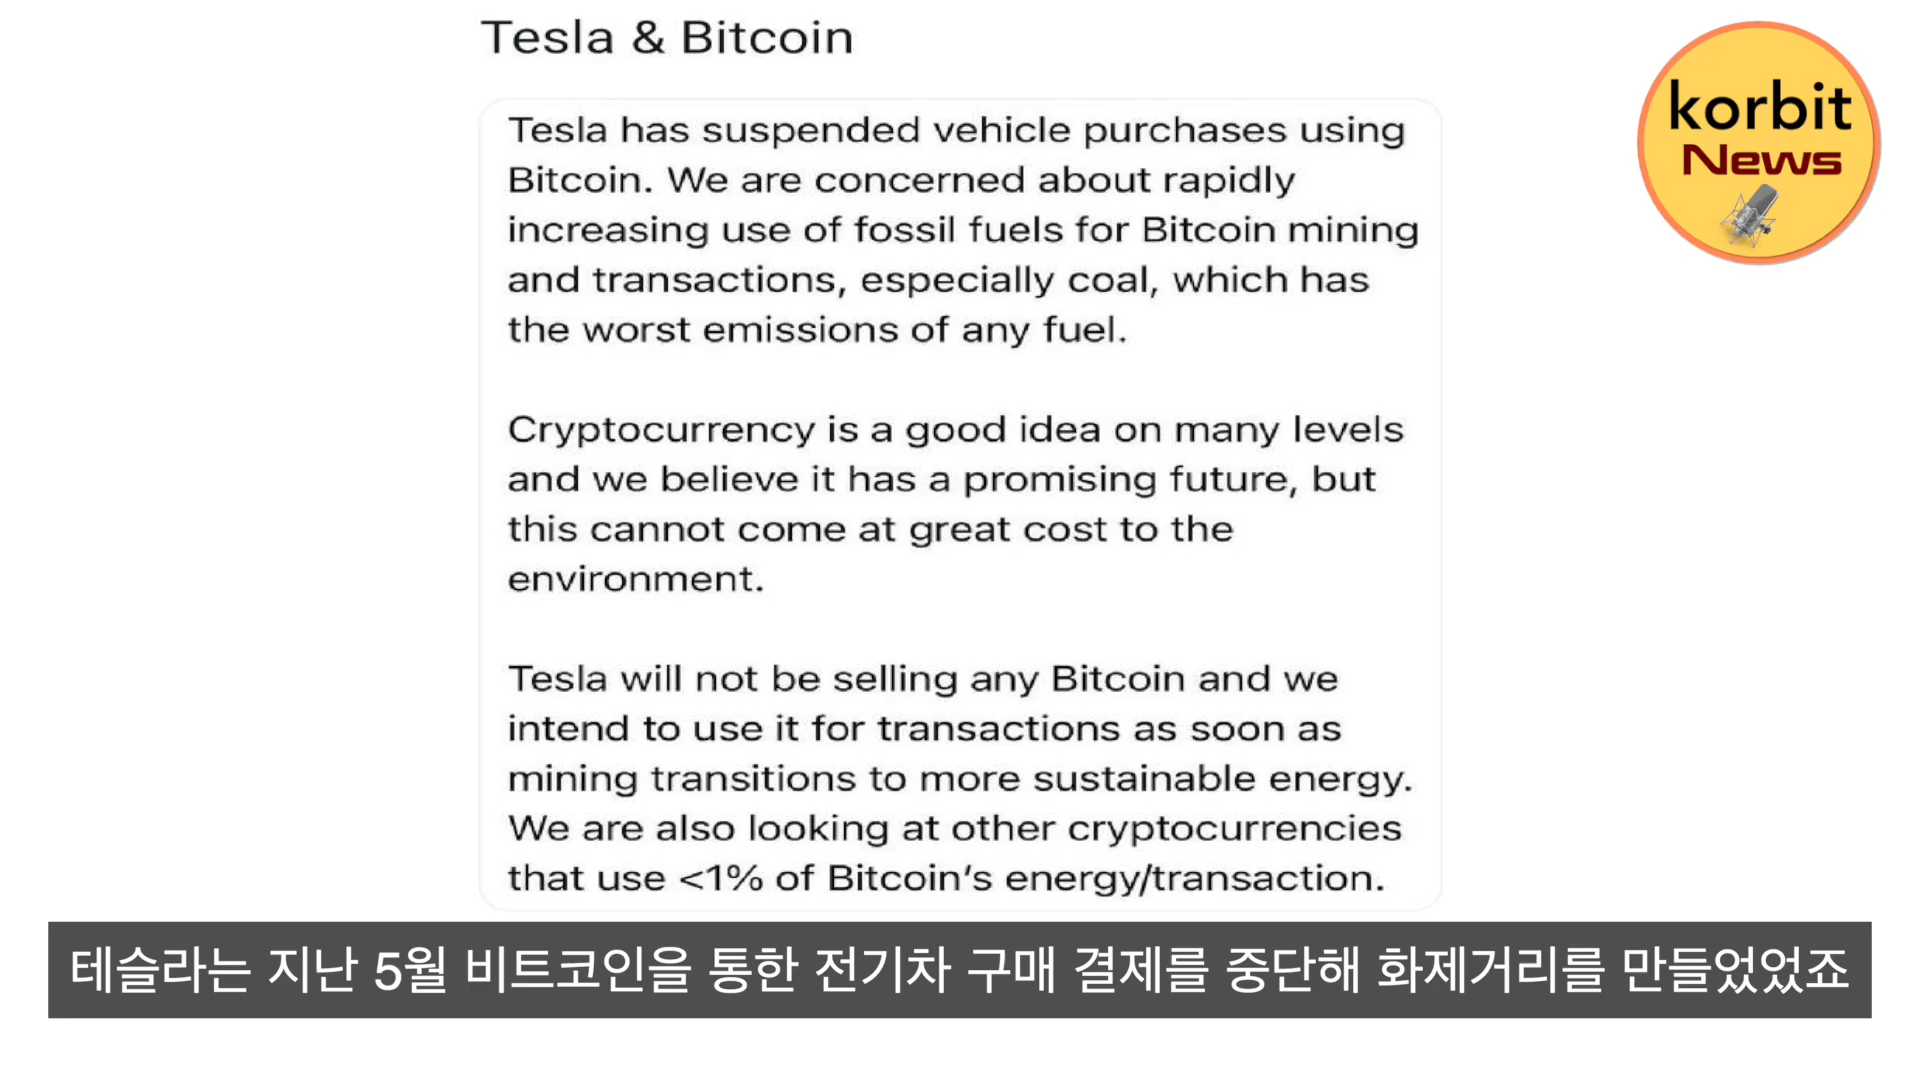 Tesla & Bitcoin
korbit
News
Tesla has suspended vehicle purchases using
Bitcoin. We are concerned about rapidly
increasing use of fossil fuels for Bitcoin mining
and transactions, especially coal, which has
the worst emissions of any fuel.
Cryptocurrency is a good idea on many levels
and we believe it has a promising future, but
this cannot come at great cost to the
environment.
Tesla will not be selling any Bitcoin and we
intend to use it for transactions as soon as
mining transitions to more sustainable energy.
We are also looking at other cryptocurrencies
that use <1% of Bitcoin’s energy/transaction.
테슬라는 지난 5월 비트코인을 통한 전기차 구매 결제를 중단해 화제거리를 만들었었죠